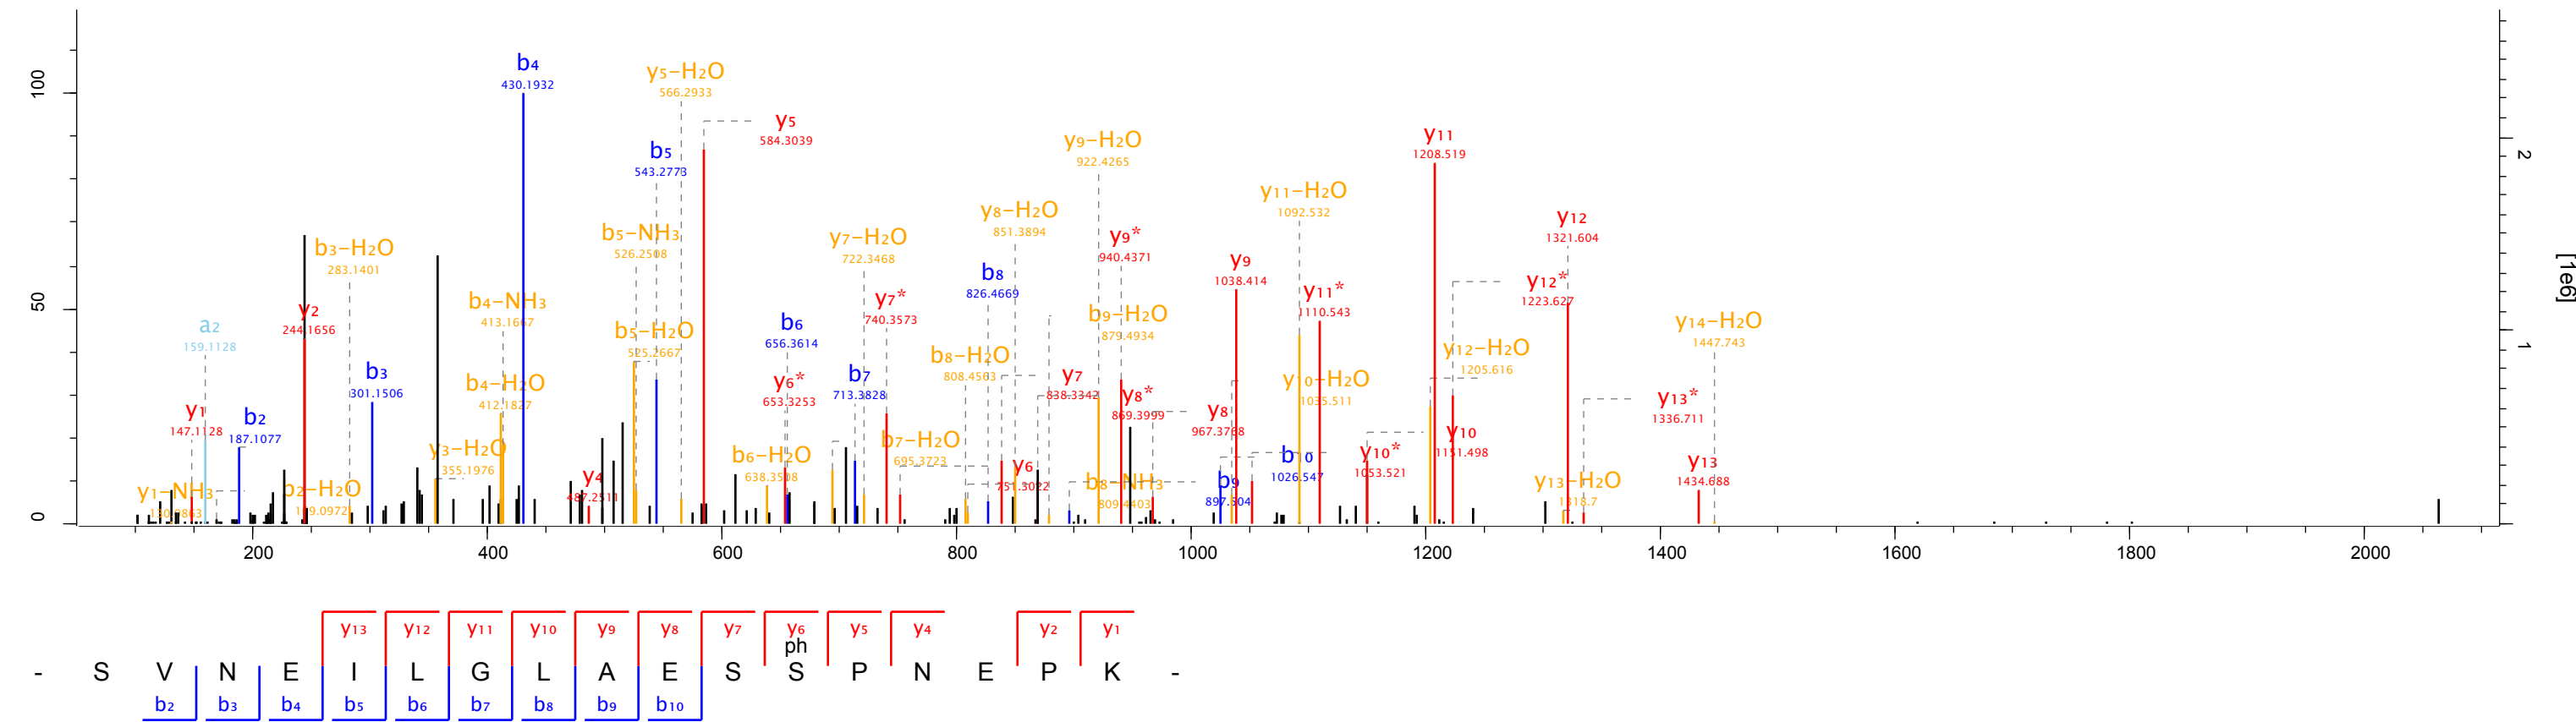 100
50
0
2
1
[1e6]
b4
430.1932
y5-H2O
566.2933
y5
584.3039
b5
543.2773
y9-H2O
922.4265
y11
1208.519
y11-H2O
1092.532
y8-H2O
851.3894
y12
1321.604
b3-H2O
283.1401
b5-NH3
526.2508
y7-H2O
722.3468
y9*
940.4371
y9
1038.414
b8
826.4669
y12*
1223.627
y11*
1110.543
y7*
740.3573
b4-NH3
413.1667
y2
244.1656
a2
159.1128
b5-H2O
525.2667
b6
656.3614
b9-H2O
879.4934
y14-H2O
1447.743
y12-H2O
1205.616
b8-H2O
808.4563
b3
301.1506
b4-H2O
412.1827
y6*
653.3253
b7
713.3828
y7
838.3342
y8*
869.3999
y10-H2O
1035.511
y13*
1336.711
y1
147.1128
b2
187.1077
y8
967.3768
y3-H2O
355.1976
b7-H2O
695.3723
y10*
1053.521
y10
1151.498
b6-H2O
638.3508
y6
751.3022
b10
1026.547
y13
1434.688
y4
487.2511
y1-NH3
130.0863
b2-H2O
169.0972
b8-NH3
809.4403
b9
897.504
y13-H2O
1318.7
200 400 600 800 1000 1200 1400 1600 1800 2000
y13 y12 y11 y10 y9 y8 y7 y6 y5 y4 y2 y1
ph
- S V N E I L G L A E S S P N E P K -
b2 b3 b4 b5 b6 b7 b8 b9 b10